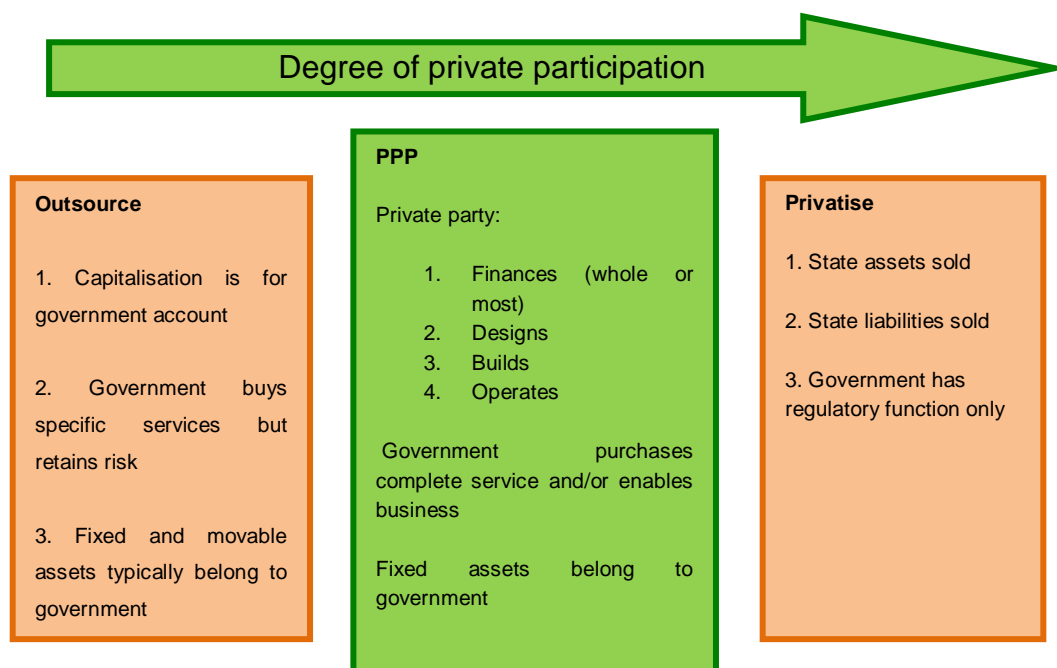 Degree of private participation
Outsource
1. Capitalisation is for
government account
2. Government buys
specific services but
retains risk
3. Fixed and movable
assets typically belong to
government
PPP
Private party:
1. Finances (whole or
most)
2. Designs
3. Builds
4. Operates
Government purchases
complete service and/or enables
business
Fixed assets belong to
government
Privatise
1. State assets sold
2. State liabilities sold
3. Government has
regulatory function only